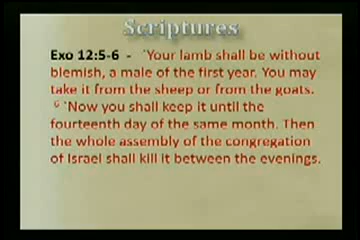 Scriptures
Exo 12:5-6 - ‵Your lamb shall be without
blemish, a male of the first year. You may
take it from the sheep or from the goats.
⁶ ‵Now you shall keep it until the
fourteenth day of the same month. Then
the whole assembly of the congregation
of Israel shall kill it between the evenings.